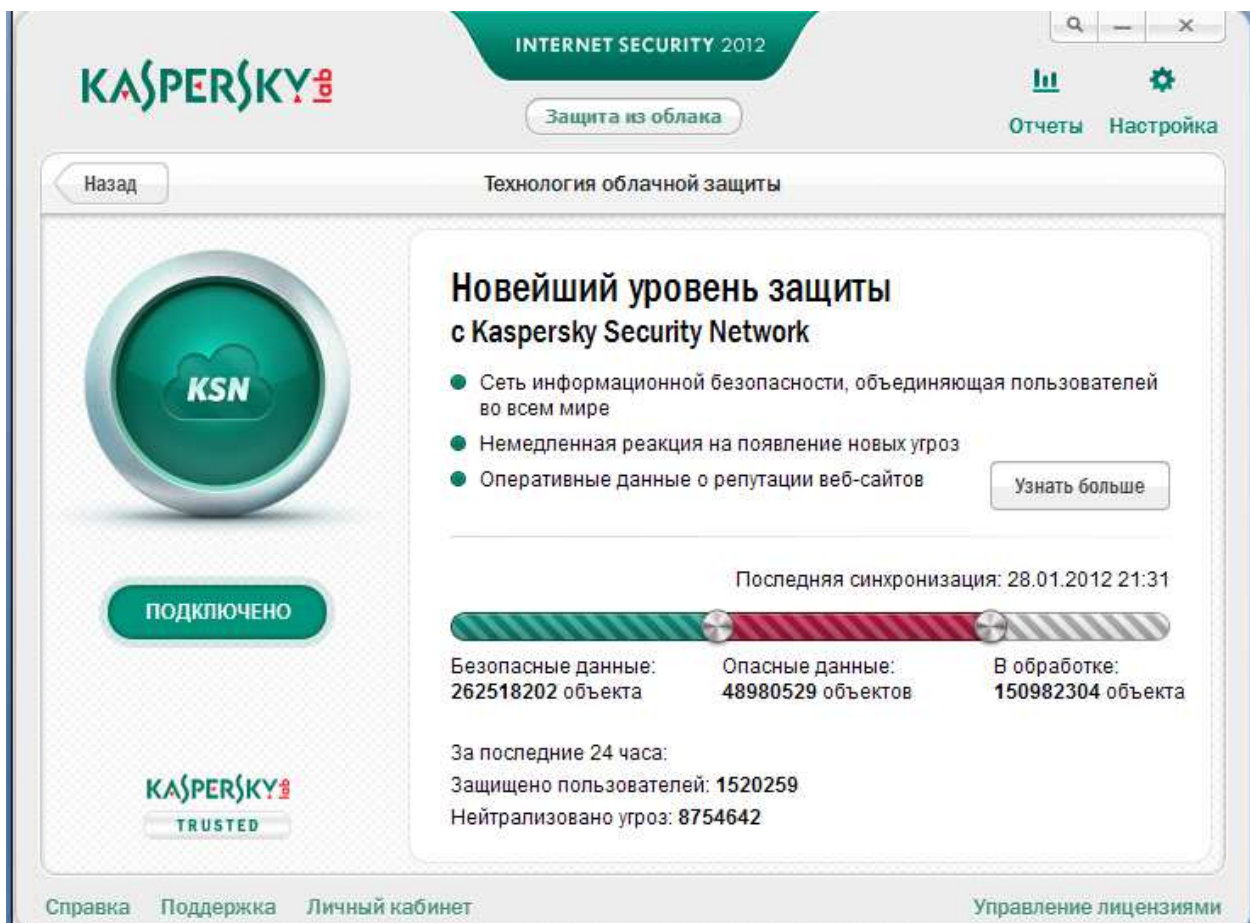 INTERNET SECURITY 2012
KASPERSKY lab
Защита из облака
Отчеты Настройка
Назад
Технология облачной защиты
KSN
Новейший уровень защиты
с Kaspersky Security Network
Сеть информационной безопасности, объединяющая пользователей
во всем мире
Немедленная реакция на появление новых угроз
Оперативные данные о репутации веб-сайтов
Узнать больше
ПОДКЛЮЧЕНО
Последняя синхронизация: 28.01.2012 21:31
Безопасные данные: Опасные данные: В обработке:
262518202 объекта 48980529 объектов 150982304 объекта
За последние 24 часа:
Защищено пользователей: 1520259
Нейтрализовано угроз: 8754642
KASPERSKY lab
TRUSTED
Справка Поддержка Личный кабинет Управление лицензиями